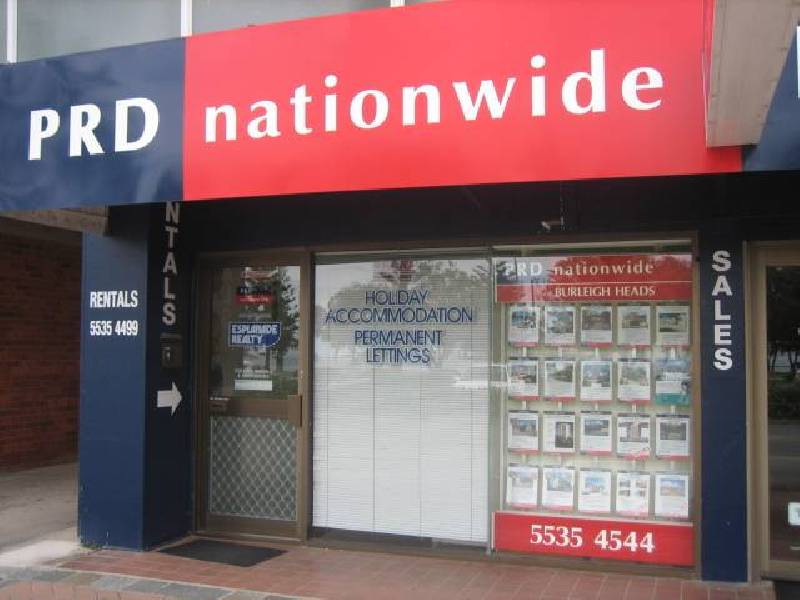 PRD nationwide
RENTALS
5535 4499
NTALS
ESPLANADE
REALTY
HOLIDAY
ACCOMMODATION
PERMANENT
LETTINGS
PRD nationwide
BURLEIGH HEADS
5535 4544
SALES